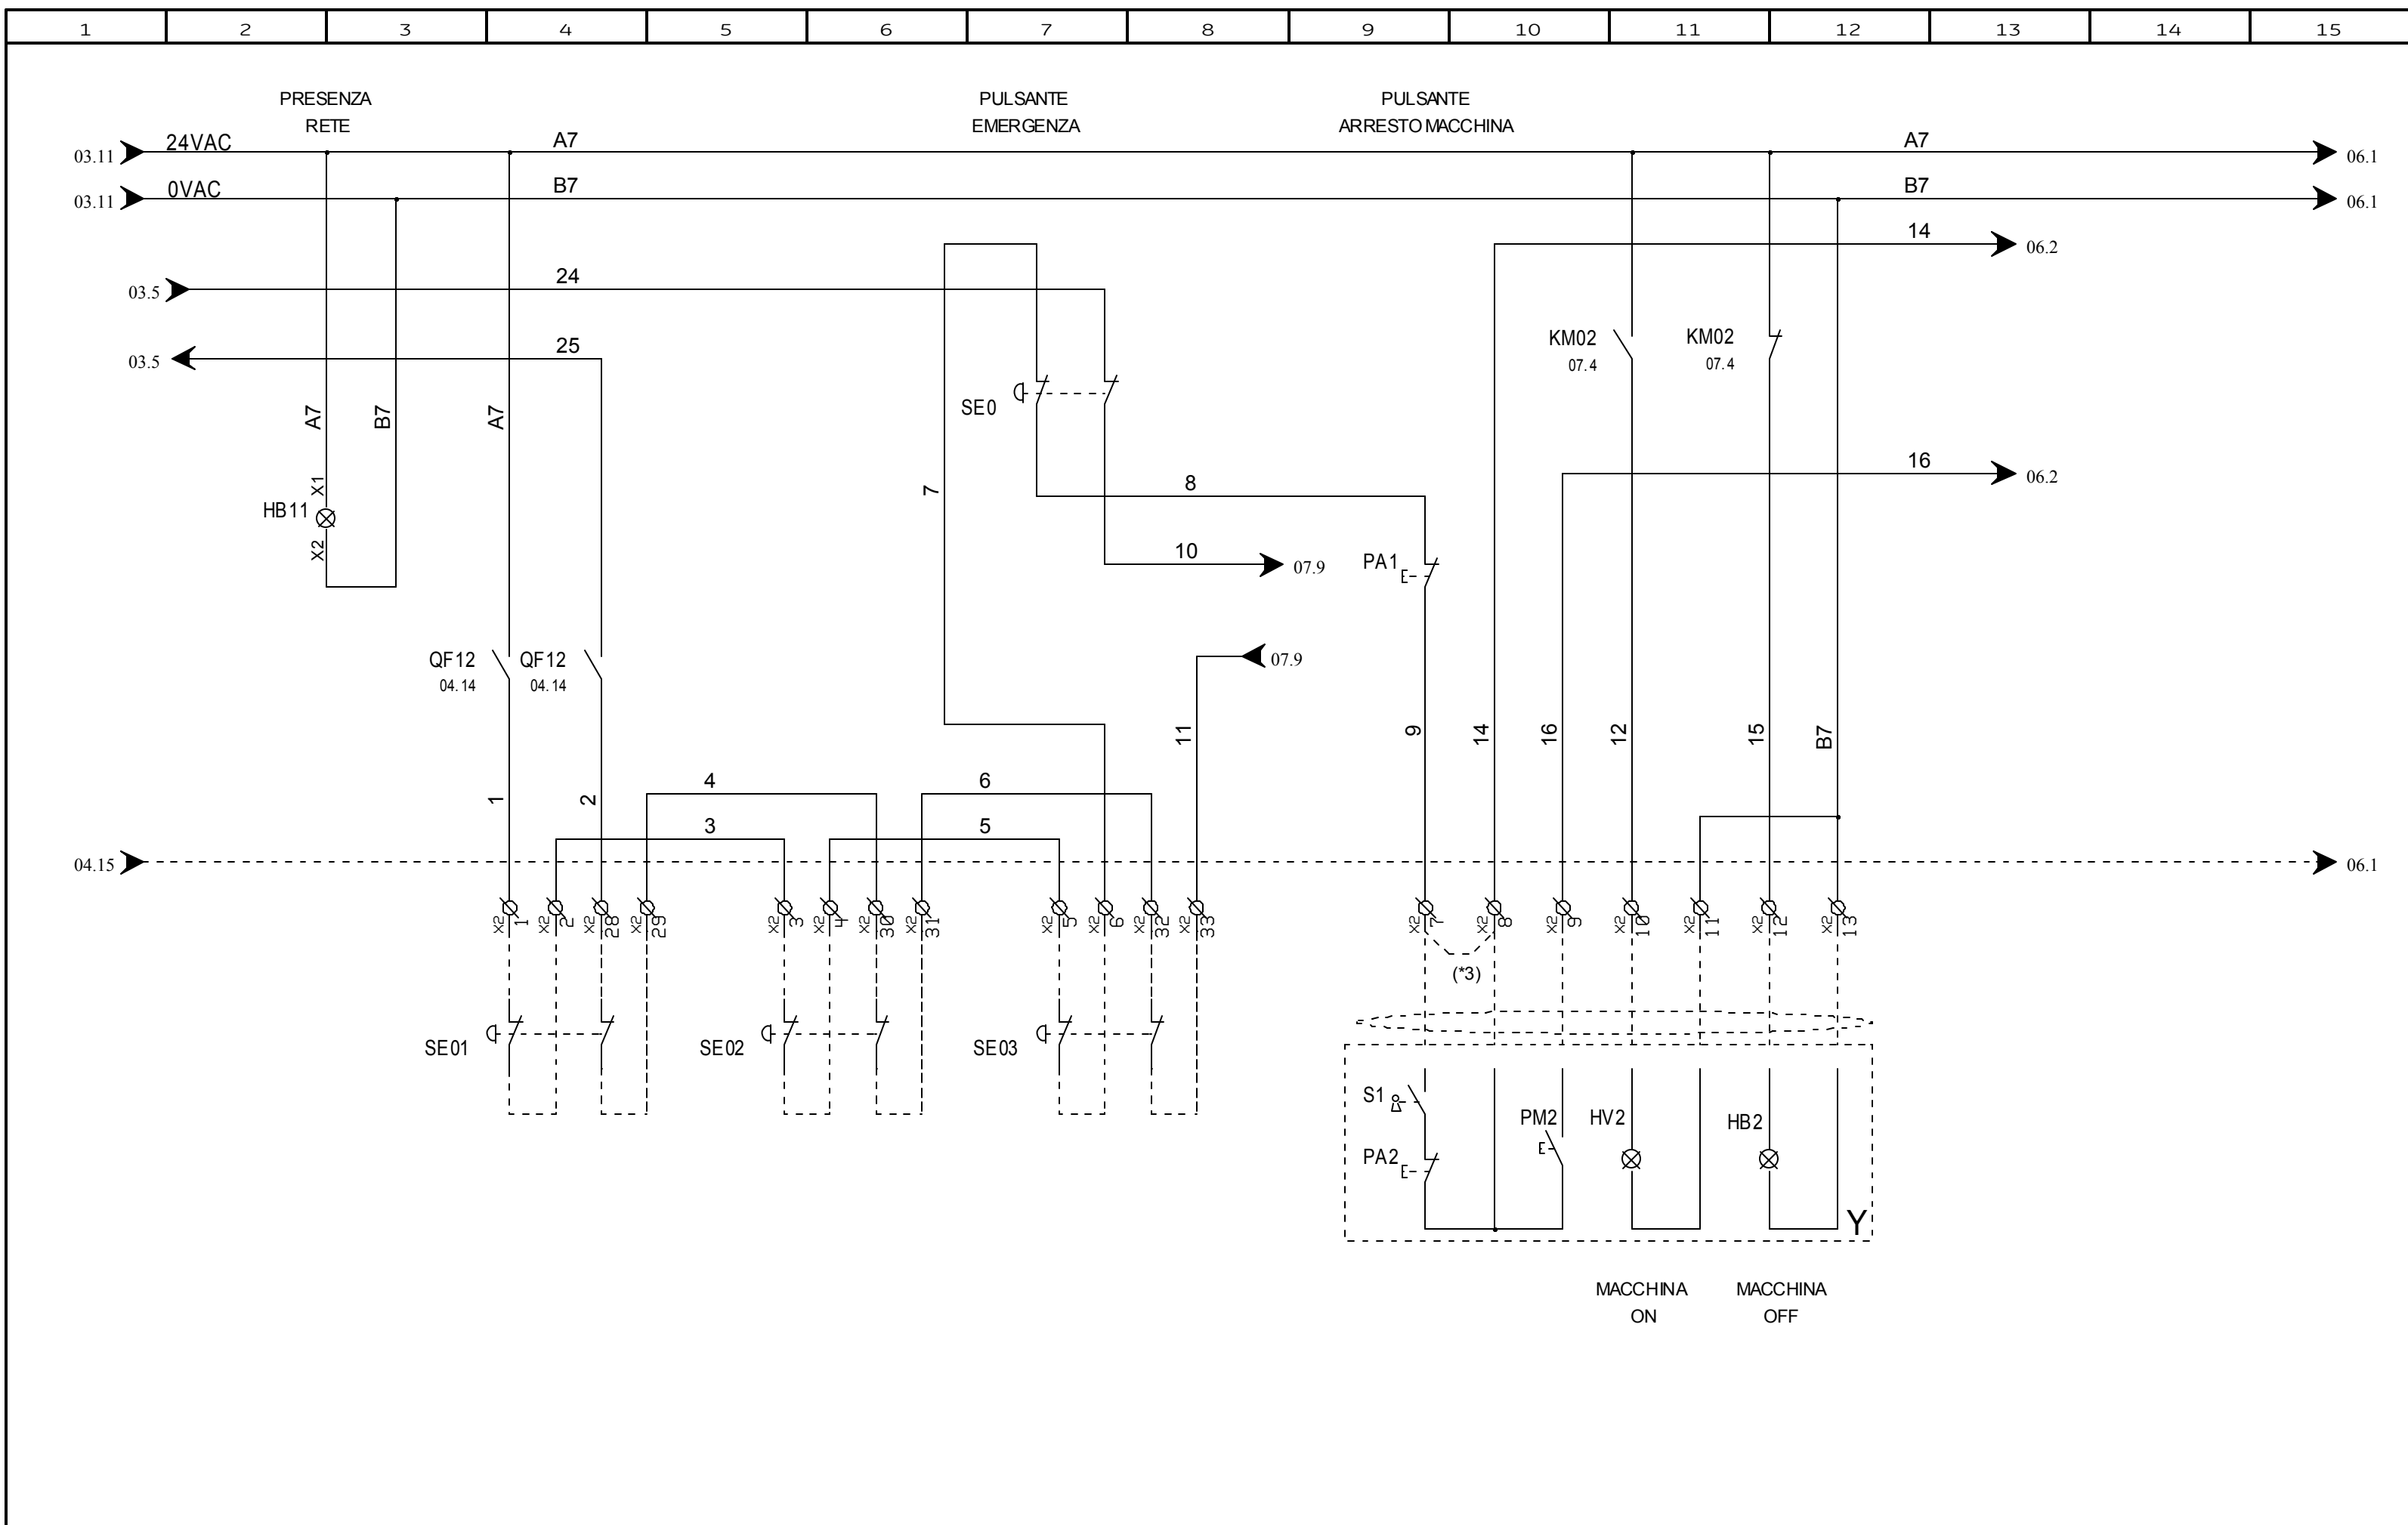 1 2 3 4 5 6 7 8 9 10 11 12 13 14 15
PRESENZA
RETE
PULSANTE
EMERGENZA
PULSANTE
ARRESTO MACCHINA
03.11 24VAC A7 A7 06.1
03.11 0VAC B7 B7 06.1
14 06.2
03.5 24
03.5 25
KM02
07.4
KM02
07.4
A7 B7 A7
SE0
16 06.2
X1
HB11
X2
7
8
10 07.9
PA1
QF12
04.14
QF12
04.14
07.9
11
9 14 16 12 15 B7
1 2
4 6
3 5
04.15 06.1
X2 1 X2 2 X2 28 X2 29 X2 3 X2 4 X2 30 X2 31 X2 5 X2 6 X2 32 X2 33 X2 7 X2 8 X2 9 X2 10 X2 11 X2 12 X2 13
(*3)
SE01 SE02 SE03
S1
PM2 HV2 HB2
PA2
Y
MACCHINA
ON
MACCHINA
OFF